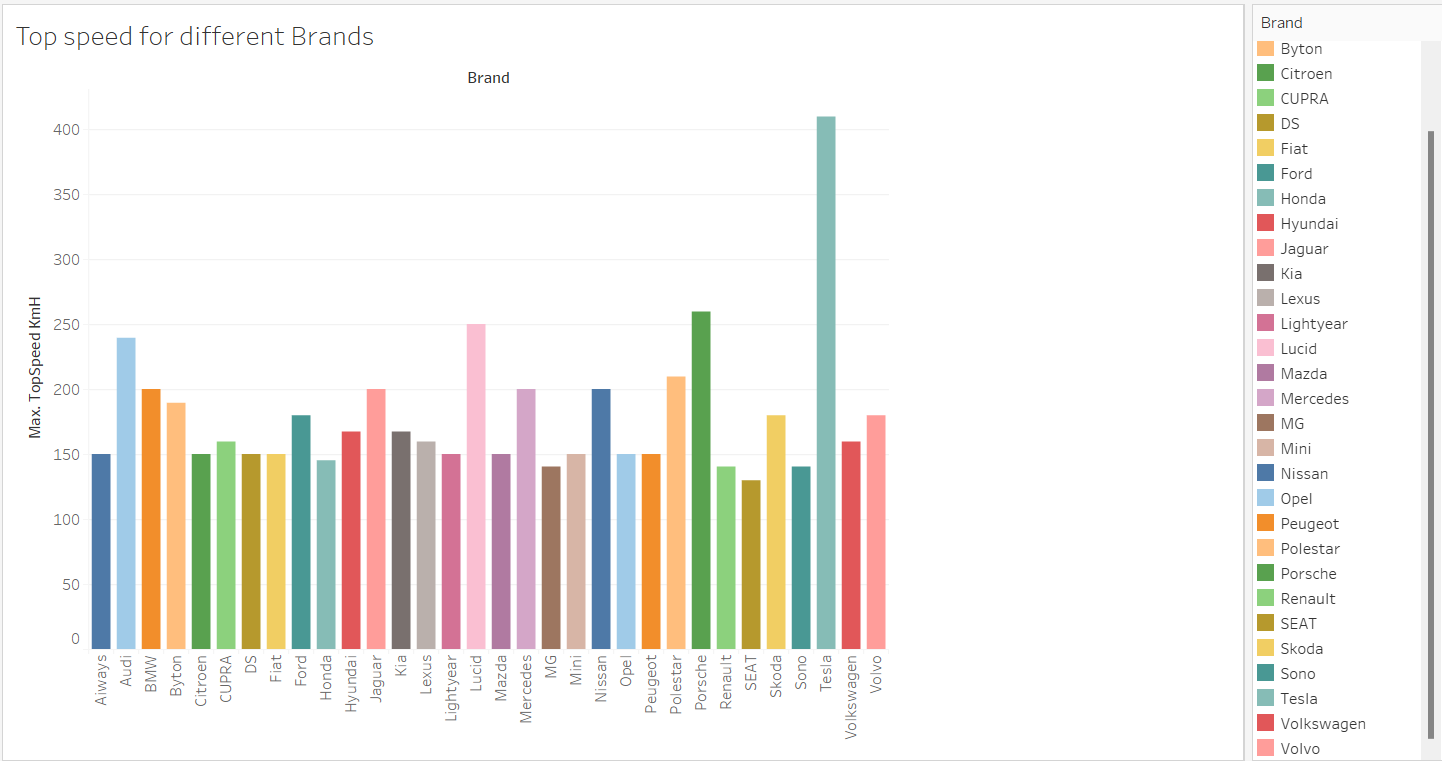 Top speed for different Brands
Brand
Max. TopSpeed KmH
400
350
300
250
200
150
100
50
0
Aiways
Audi
BMW
Byton
Citroen
CUPRA
DS
Fiat
Ford
Honda
Hyundai
Jaguar
Kia
Lexus
Lightyear
Lucid
Mazda
Mercedes
MG
Mini
Nissan
Opel
Peugeot
Polestar
Porsche
Renault
SEAT
Skoda
Sono
Tesla
Volkswagen
Volvo
Brand
Byton
Citroen
CUPRA
DS
Fiat
Ford
Honda
Hyundai
Jaguar
Kia
Lexus
Lightyear
Lucid
Mazda
Mercedes
MG
Mini
Nissan
Opel
Peugeot
Polestar
Porsche
Renault
SEAT
Skoda
Sono
Tesla
Volkswagen
Volvo